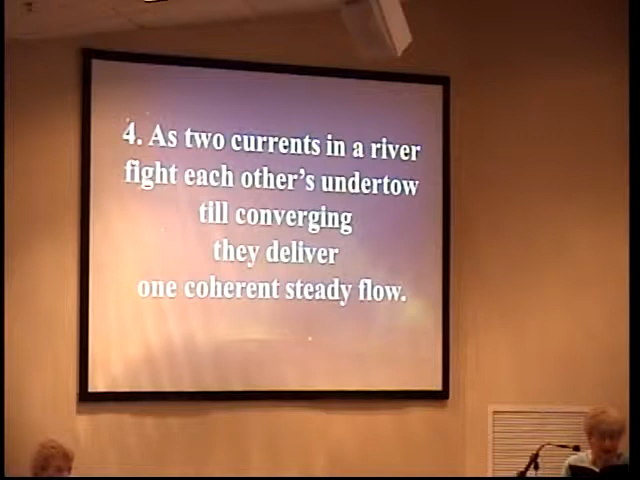 4. As two currents in a river
fight each other's undertow
till converging
they deliver
one coherent steady flow.